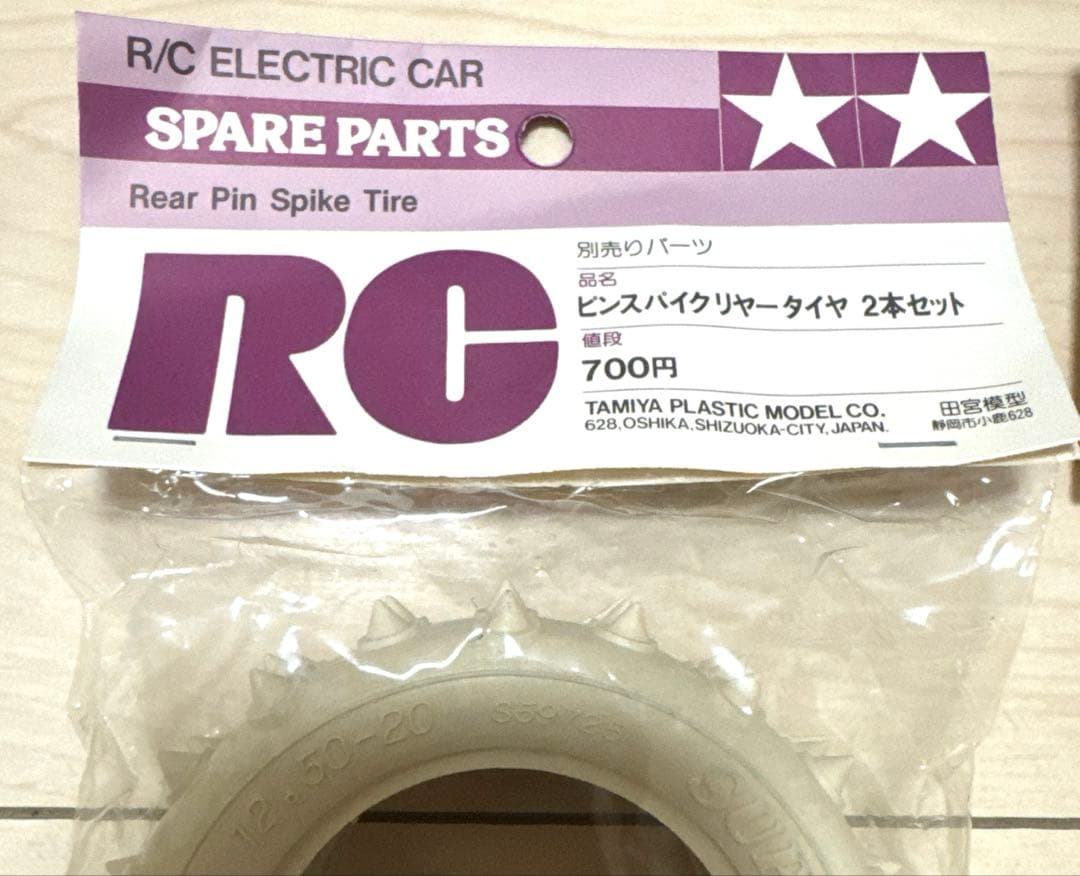 R/C ELECTRIC CAR
SPARE PARTS
Rear Pin Spike Tire
RC
別売りパーツ
品名
ピンスパイクリヤータイヤ 2本セット
値段
700円
TAMIYA PLASTIC MODEL CO.
628, OSHIKA, SHIZUOKA-CITY, JAPAN.
田宮模型
静岡市小鹿628
12.50-20